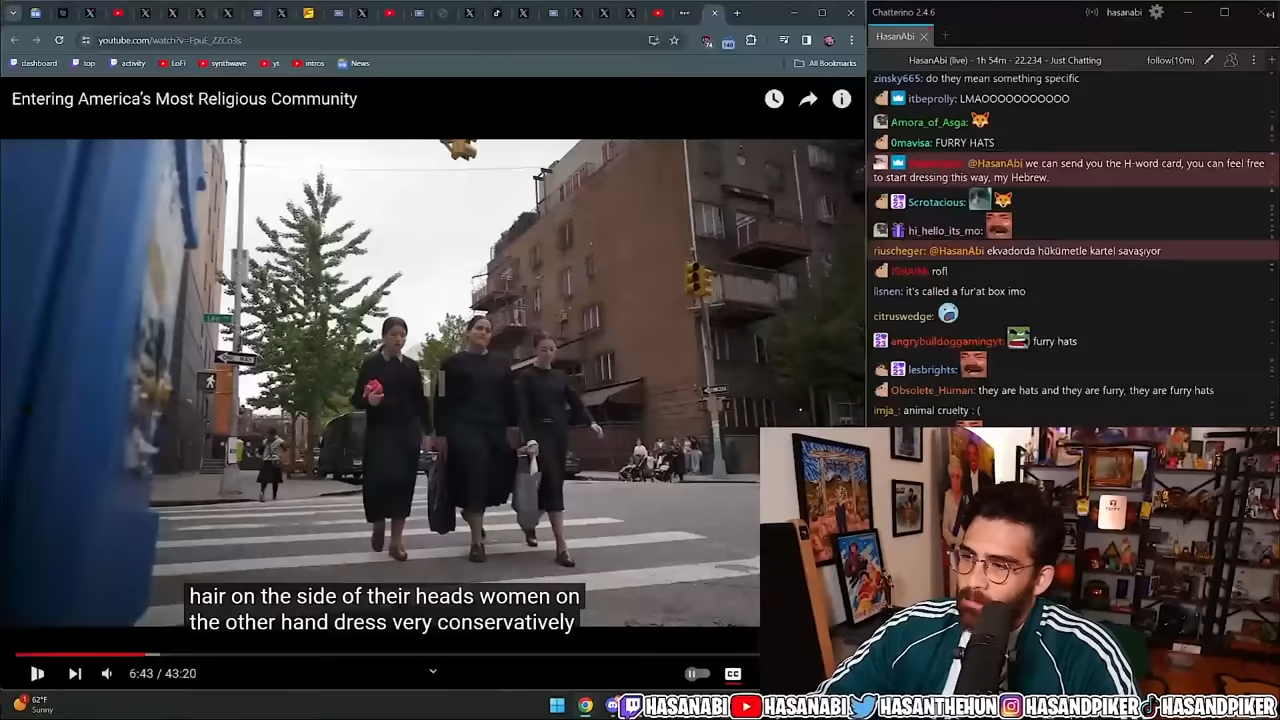 youtube.com/watch?v=FpuE_ZZCo3s
dashboard
top
activity
LoFi
synthwave
yt
intros
News
All Bookmarks
Entering America's Most Religious Community
ONE WAY
hair on the side of their heads women on
the other hand dress very conservatively
6:43 / 43:20
62°F
Sunny
Chatterino 2.4.6
hasanabi
HasanAbi
HasanAbi (live) - 1h 54m - 22,234 - Just Chatting
follow(10m)
zinsky665: do they mean something specific
itbeprolly: LMAOOOOOOOOOOO
Amora_of_Asga:
0mavisa: FURRY HATS
@HasanAbi we can send you the H-word card, you can feel free
to start dressing this way, my Hebrew.
Scrotacious:
hi_hello_its_mo:
riuscheger: @HasanAbi ekvadorda hükümetle kartel savaşıyor
rofl
lisnen: it's called a fur'at box imo
citruswedge:
angrybulldoggamingyt: furry hats
lesbrights:
Obsolete_Human: they are hats and they are furry, they are furry hats
irnja_: animal cruelty : (
HASANABI
HASANABI
HASANTHEHUN
HASANDPIKER
HASANDPIKER